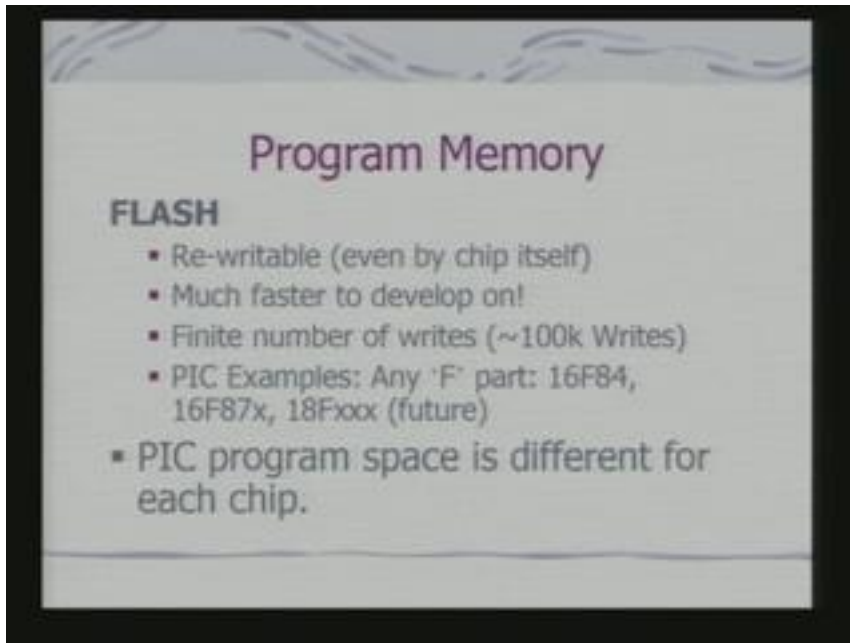 Program Memory
FLASH
▪ Re-writable (even by chip itself)
▪ Much faster to develop on!
▪ Finite number of writes (~100k Writes)
▪ PIC Examples: Any 'F' part: 16F84,
16F87x, 18Fxxx (future)
▪ PIC program space is different for
each chip.